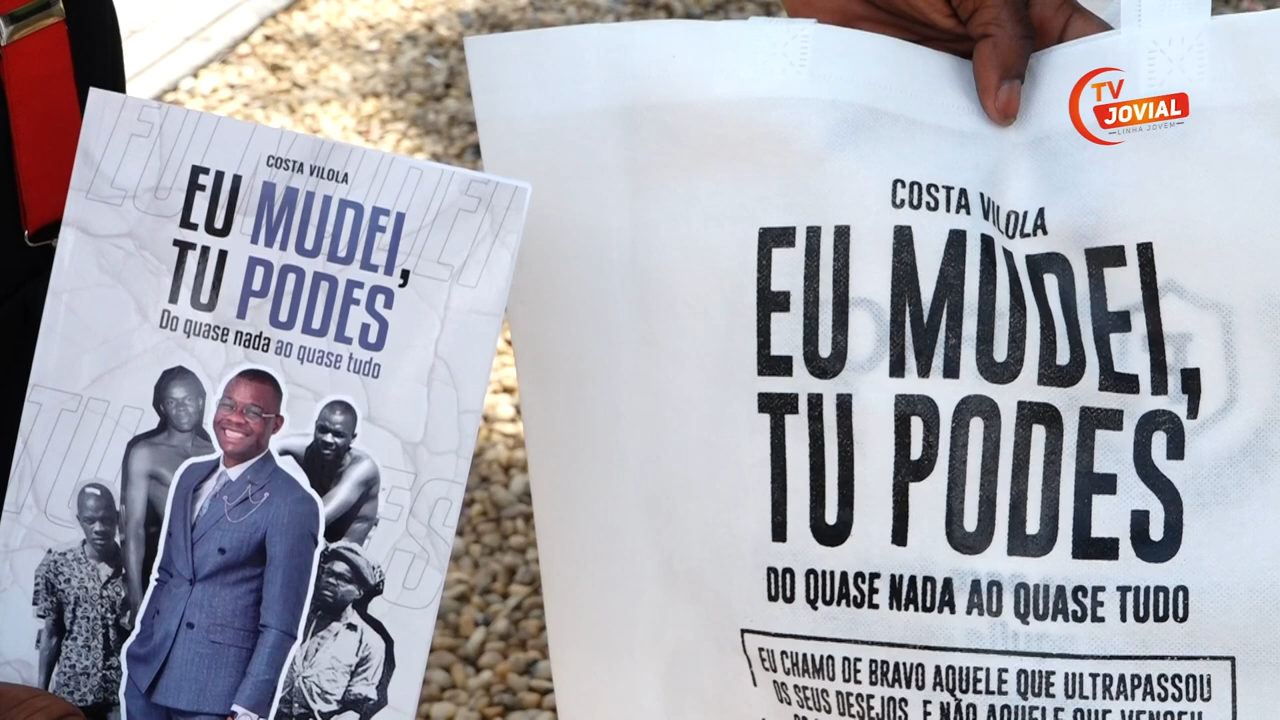 COSTA VILOLA
EU MUDEI,
TU PODES
Do quase nada ao quase tudo
TV
JOVIAL
LINHA JOVEM
COSTA VILOLA
EU MUDEI,
TU PODES
DO QUASE NADA AO QUASE TUDO
EU CHAMO DE BRAVO AQUELE QUE ULTRAPASSOU
OS SEUS DESEJOS, E NÃO AQUELE QUE VENCEU